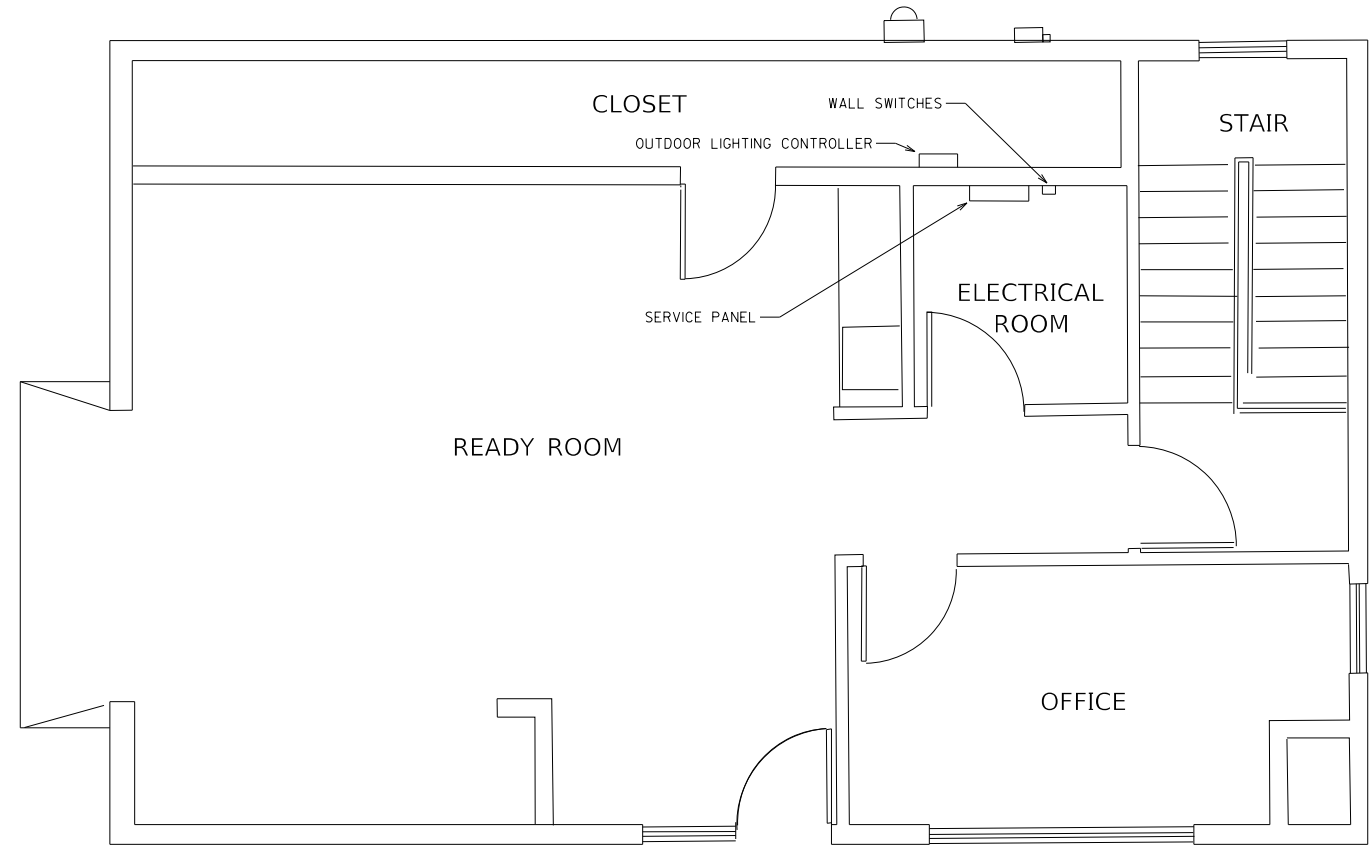 CLOSET
WALL SWITCHES
STAIR
OUTDOOR LIGHTING CONTROLLER
ELECTRICAL
ROOM
SERVICE PANEL
READY ROOM
OFFICE